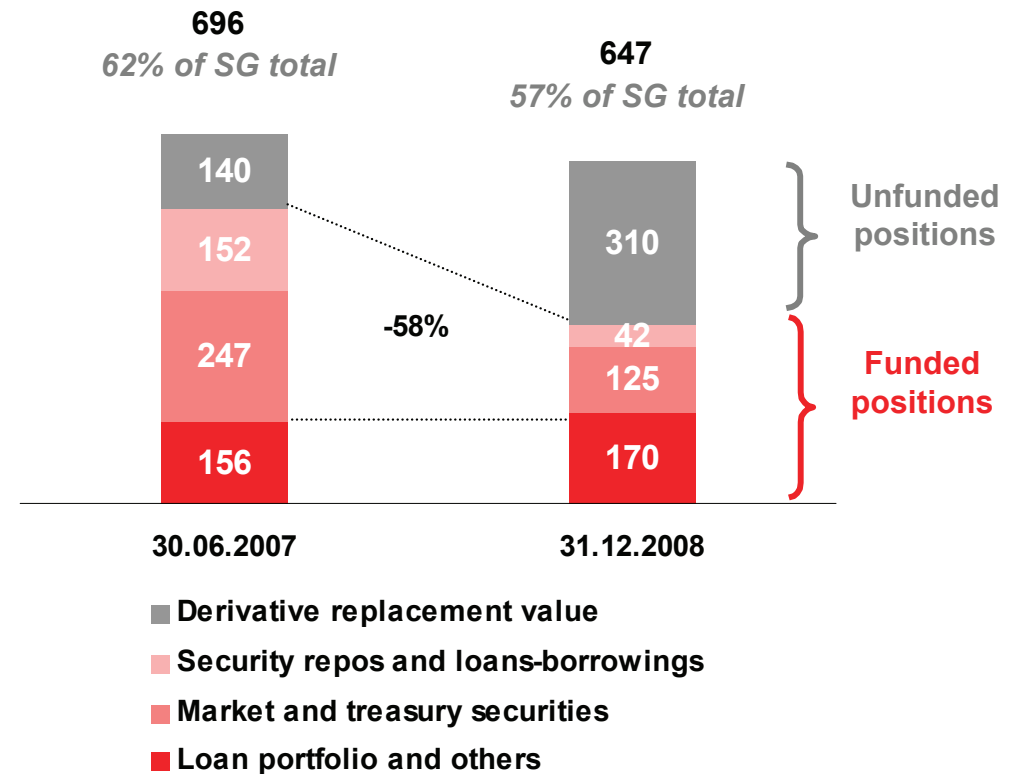 696
62% of SG total
647
57% of SG total
140
152
247
156
-58%
310
42
125
170
Unfunded
positions
Funded
positions
30.06.2007
31.12.2008
Derivative replacement value
Security repos and loans-borrowings
Market and treasury securities
Loan portfolio and others